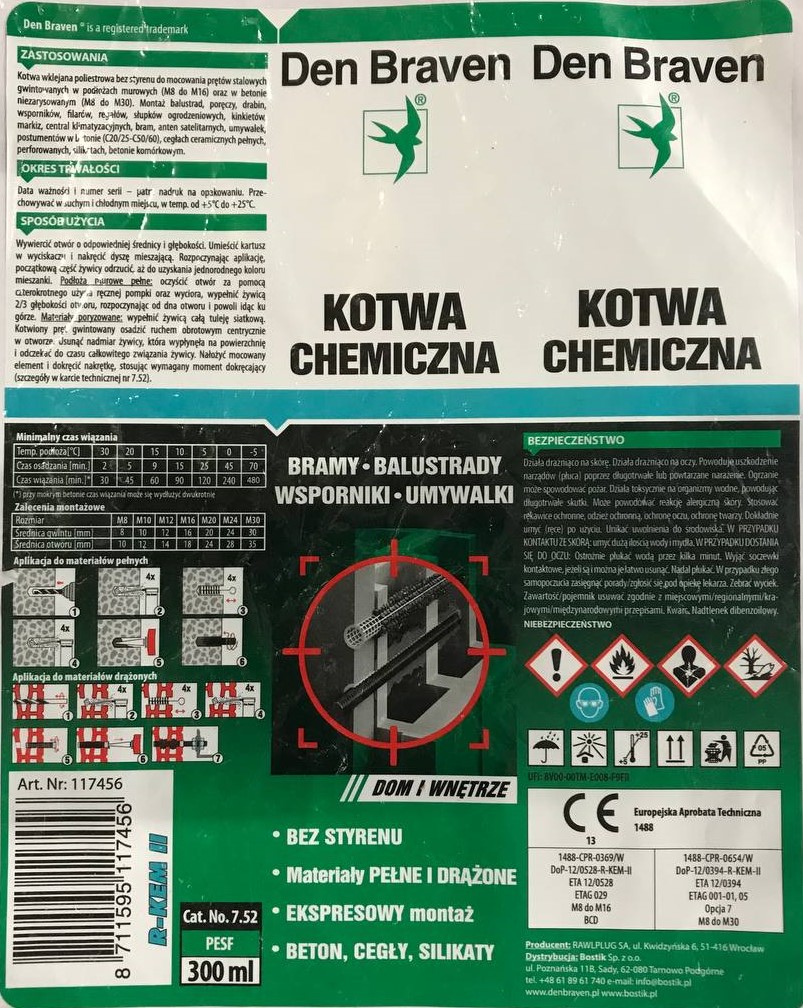 Den Braven ® is a registered trademark
ZASTOSOWANIA
Kotwa wklejana poliestrowa bez styrenu do mocowania prętów stalowych
gwintowanych w podłożach murowych (M8 do M16) oraz w betonie
niezarysowanym (M8 do M30). Montaż balustrad, poręczy, drabin,
wsporników, filarów, regałów, słupków ogrodzeniowych, kinkietów,
markiz, central klimatyzacyjnych, bram, anten satelitarnych, umywalek,
postumentów w betonie (C20/25-C50/60), cegłach ceramicznych pełnych,
perforowanych, silikatach, betonie komórkowym.
OKRES TRWAŁOŚCI
Data ważności i numer serii – patrz nadruk na opakowaniu. Prze-
chowywać w suchym i chłodnym miejscu, w temp. od +5°C do +25°C.
SPOSÓB UŻYCIA
Wywiercić otwór o odpowiedniej średnicy i głębokości. Umieścić kartusz
w wyciskaczu i nakręcić dyszę mieszającą. Rozpoczynając aplikację,
początkową część żywicy odrzucić, aż do uzyskania jednorodnego koloru
mieszanki. Podłoża murowe pełne: oczyścić otwór za pomocą
czterokrotnego użycia ręcznej pompki oraz wyciora, wypełnić żywicą
2/3 głębokości otworu, rozpoczynając od dna otworu i powoli idąc ku
górze. Materiały poryzowane: wypełnić żywicą całą tuleję siatkową.
Kotwiony pręt gwintowany osadzić ruchem obrotowym centrycznie
w otworze. Usunąć nadmiar żywicy, która wypłynęła na powierzchnię
i odczekać do czasu całkowitego związania żywicy. Nałożyć mocowany
element i dokręcić nakrętkę, stosując wymagany moment dokręcający
(szczegóły w karcie technicznej nr 7.52).
Den Braven
®
KOTWA
CHEMICZNA
Den Braven
®
KOTWA
CHEMICZNA
Minimalny czas wiązania
Temp. podłoża[°C] 30 20 15 10 5 0 -5
Czas osadzania [min.] 2 5 9 15 25 45 70
Czas wiązania [min.]* 30 45 60 90 120 240 480
(*) przy mokrym betonie czas wiązania może się wydłużyć dwukrotnie
Zalecenia montażowe
Rozmiar M8 M10 M12 M16 M20 M24 M30
Średnica gwintu [mm] 8 10 12 16 20 24 30
Średnica otworu [mm] 10 12 14 18 24 28 35
Aplikacja do materiałów pełnych
4x 4x
1 2 3
4x
4 5 6
Aplikacja do materiałów drążonych
4x 4x 4x
1 2 3 4
5 6 7
Art. Nr: 117456
8 711595 117456
R-KEM II
Cat. No. 7.52
PESF
300 ml
BRAMY • BALUSTRADY
WSPORNIKI • UMYWALKI
/// DOM I WNĘTRZE
• BEZ STYRENU
• Materiały PEŁNE I DRĄŻONE
• EKSPRESOWY montaż
• BETON, CEGŁY, SILIKATY
BEZPIECZEŃSTWO
Działa drażniąco na skórę. Działa drażniąco na oczy. Powoduje uszkodzenie
narządów (płuca) poprzez długotrwałe lub powtarzane narażenie. Ogrzanie
może spowodować pożar. Działa toksycznie na organizmy wodne, powodując
długotrwałe skutki. Może powodować reakcję alergiczną skóry. Stosować
rękawice ochronne, odzież ochronną, ochronę oczu, ochronę twarzy. Dokładnie
umyć (ręce) po użyciu. Unikać uwolnienia do środowiska. W PRZYPADKU
KONTAKTU ZE SKÓRĄ: umyć dużą ilością wody i mydła. W PRZYPADKU DOSTANIA
SIĘ DO OCZU: Ostrożnie płukać wodą przez kilka minut. Wyjąć soczewki
kontaktowe, jeżeli są i można je łatwo usunąć. Nadal płukać. W przypadku złego
samopoczucia zasięgnąć porady/zgłosić się pod opiekę lekarza. Zebrać wyciek.
Zawartość/pojemnik usuwać zgodnie z miejscowymi/regionalnymi/kra-
jowymi/międzynarodowymi przepisami. Kwarc, Nadtlenek dibenzoilowy.
NIEBEZPIECZEŃSTWO
+5 +25
05
PP
UFI: 8V00-00TM-E008-F9F8
CE
13
Europejska Aprobata Techniczna
1488
1488-CPR-0369/W
DoP-12/0528-R-KEM-II
ETA 12/0528
ETAG 029
M8 do M16
BCD
1488-CPR-0654/W
DoP-12/0394-R-KEM-II
ETA 12/0394
ETAG 001-01, 05
Opcja 7
M8 do M30
Producent: RAWLPLUG SA, ul. Kwidzyńska 6, 51-416 Wrocław
Dystrybucja: Bostik Sp. z o.o.
ul. Poznańska 11B, Sady, 62-080 Tarnowo Podgórne
tel. +48 61 89 61 740 e-mail: info@bostik.pl
www.denbraven.pl www.bostik.pl